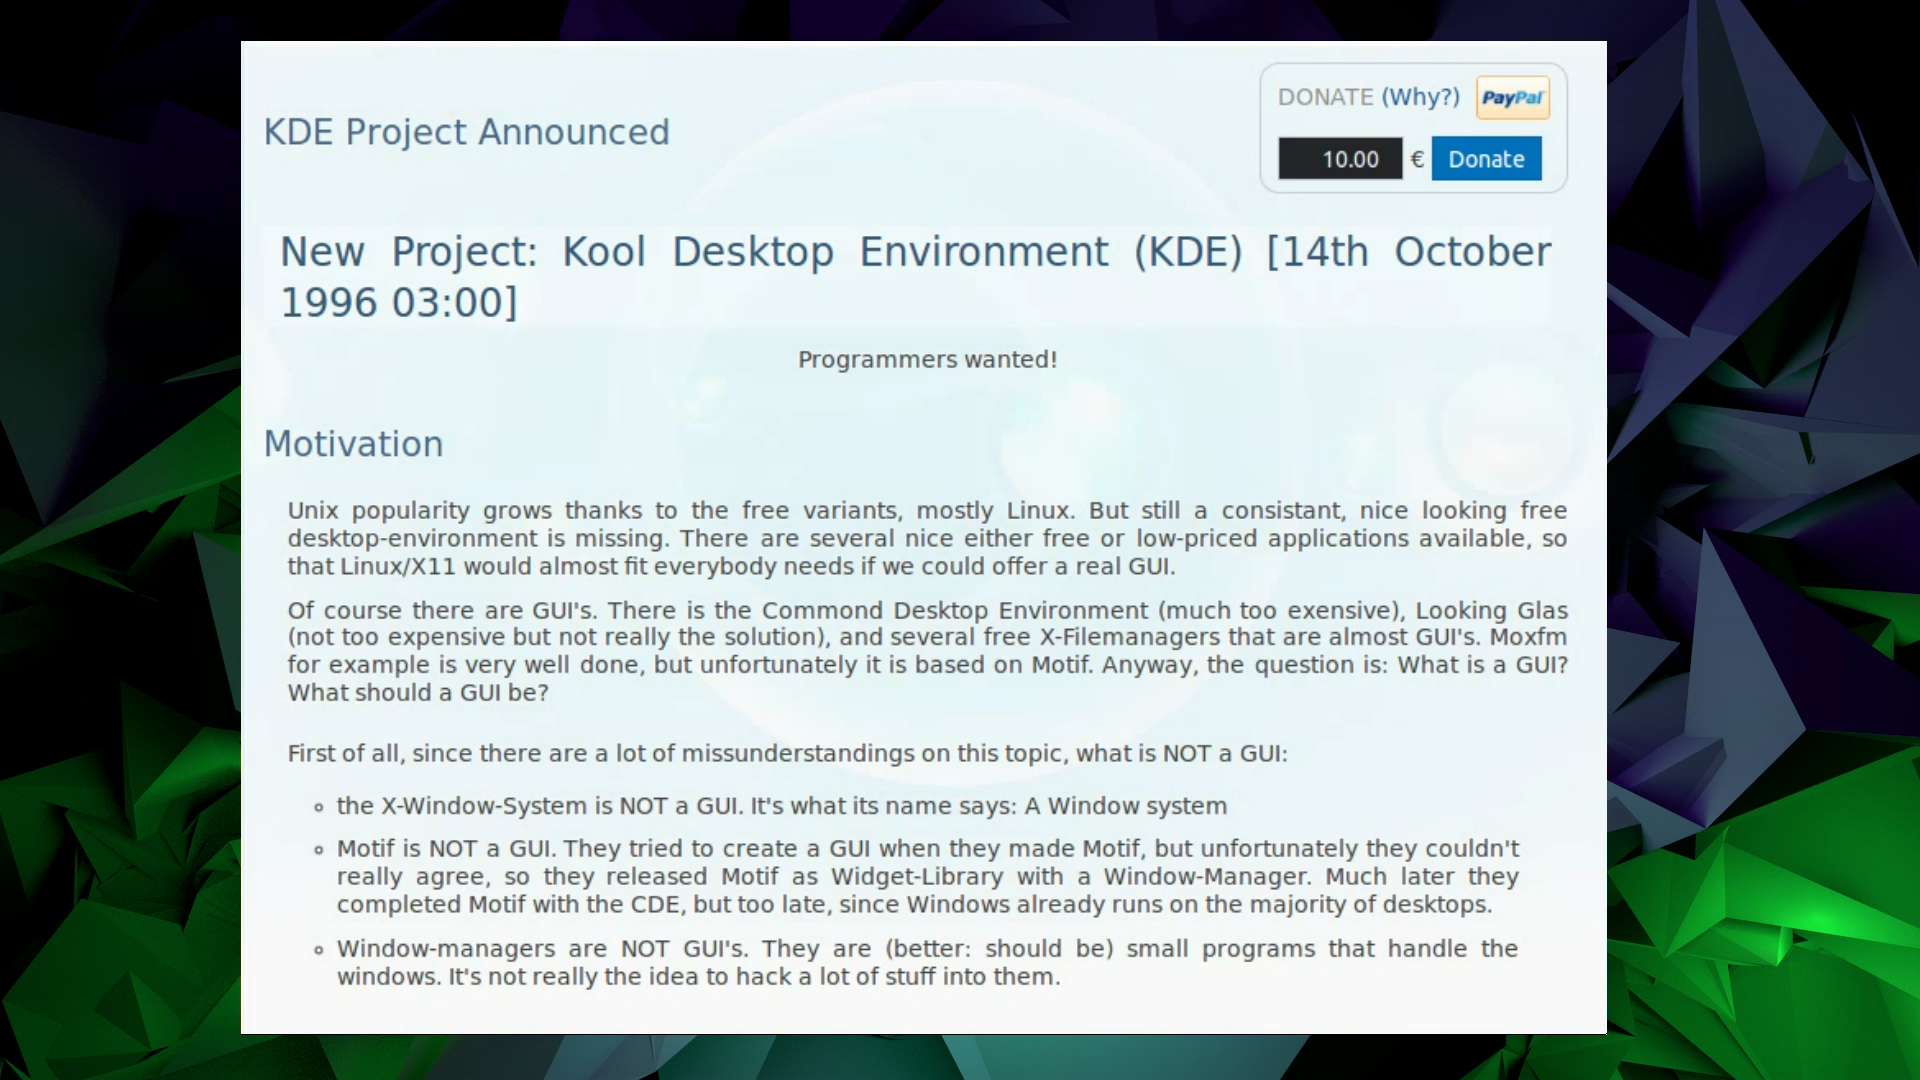 KDE Project Announced
DONATE (Why?) PayPal
10.00 € Donate
New Project: Kool Desktop Environment (KDE) [14th October
1996 03:00]
Programmers wanted!
Motivation
Unix popularity grows thanks to the free variants, mostly Linux. But still a consistant, nice looking free
desktop-environment is missing. There are several nice either free or low-priced applications available, so
that Linux/X11 would almost fit everybody needs if we could offer a real GUI.
Of course there are GUI's. There is the Commond Desktop Environment (much too exensive), Looking Glas
(not too expensive but not really the solution), and several free X-Filemanagers that are almost GUI's. Moxfm
for example is very well done, but unfortunately it is based on Motif. Anyway, the question is: What is a GUI?
What should a GUI be?
First of all, since there are a lot of missunderstandings on this topic, what is NOT a GUI:
◦ the X-Window-System is NOT a GUI. It's what its name says: A Window system
◦ Motif is NOT a GUI. They tried to create a GUI when they made Motif, but unfortunately they couldn't
really agree, so they released Motif as Widget-Library with a Window-Manager. Much later they
completed Motif with the CDE, but too late, since Windows already runs on the majority of desktops.
◦ Window-managers are NOT GUI's. They are (better: should be) small programs that handle the
windows. It's not really the idea to hack a lot of stuff into them.